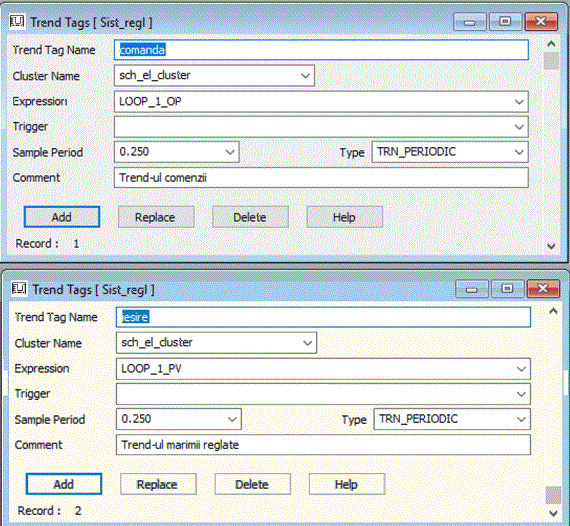 Trend Tags [ Sist_regl ]
Trend Tag Name comanda
Cluster Name sch_el_cluster
Expression LOOP_1_OP
Trigger
Sample Period 0.250 Type TRN_PERIODIC
Comment Trend-ul comenzii
Add Replace Delete Help
Record : 1
Trend Tags [ Sist_regl ]
Trend Tag Name iesire
Cluster Name sch_el_cluster
Expression LOOP_1_PV
Trigger
Sample Period 0.250 Type TRN_PERIODIC
Comment Trend-ul marimii reglate
Add Replace Delete Help
Record : 2